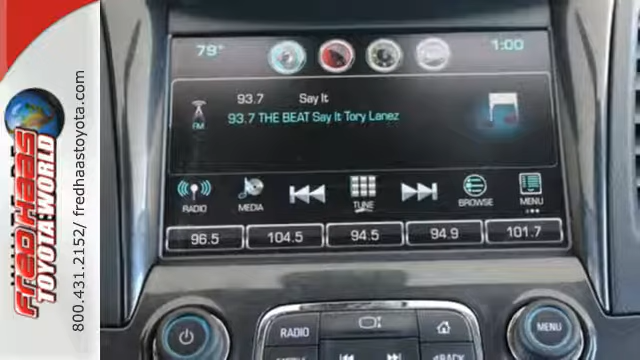 79°
1:00
93.7 Say It
FM
93.7 THE BEAT Say It Tory Lanez
RADIO
MEDIA
TUNE
BROWSE
MENU
96.5
104.5
94.5
94.9
101.7
RADIO
MENU
BACK
Fred Haas
TOYOTA WORLD
800.431.2152/ fredhaastoyota.com